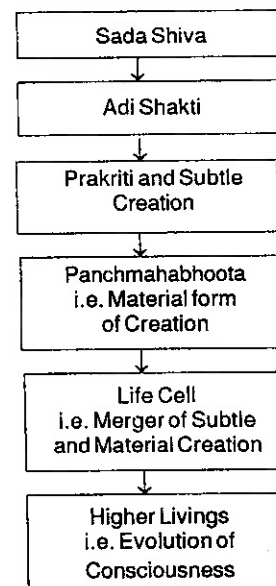 Sada Shiva
Adi Shakti
Prakriti and Subtle
Creation
Panchmahabhoota
i.e. Material form
of Creation
Life Cell
i.e. Merger of Subtle
and Material Creation
Higher Livings
i.e. Evolution of
Consciousness